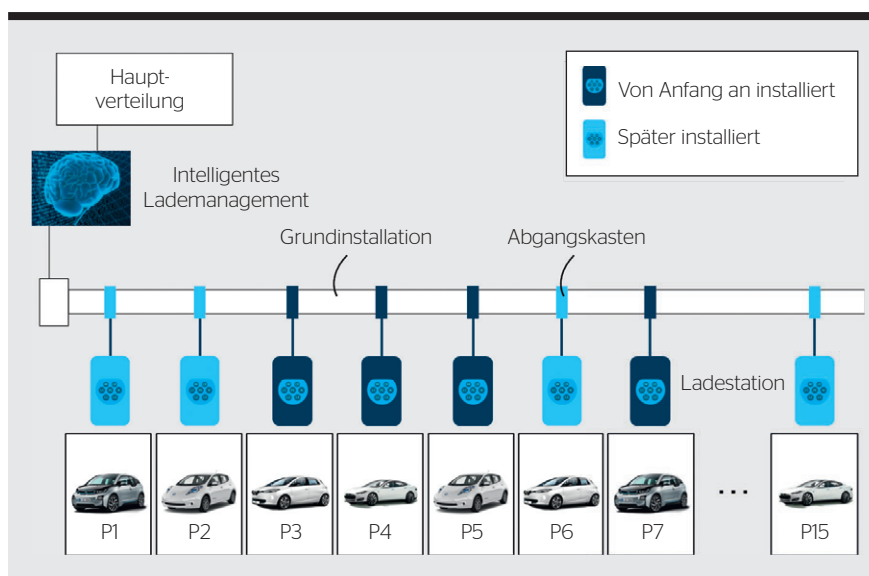 Haupt-
verteilung
Von Anfang an installiert
Später installiert
Intelligentes
Lademanagement
Grundinstallation
Abgangskasten
Ladestation
P1
P2
P3
P4
P5
P6
P7
...
P15